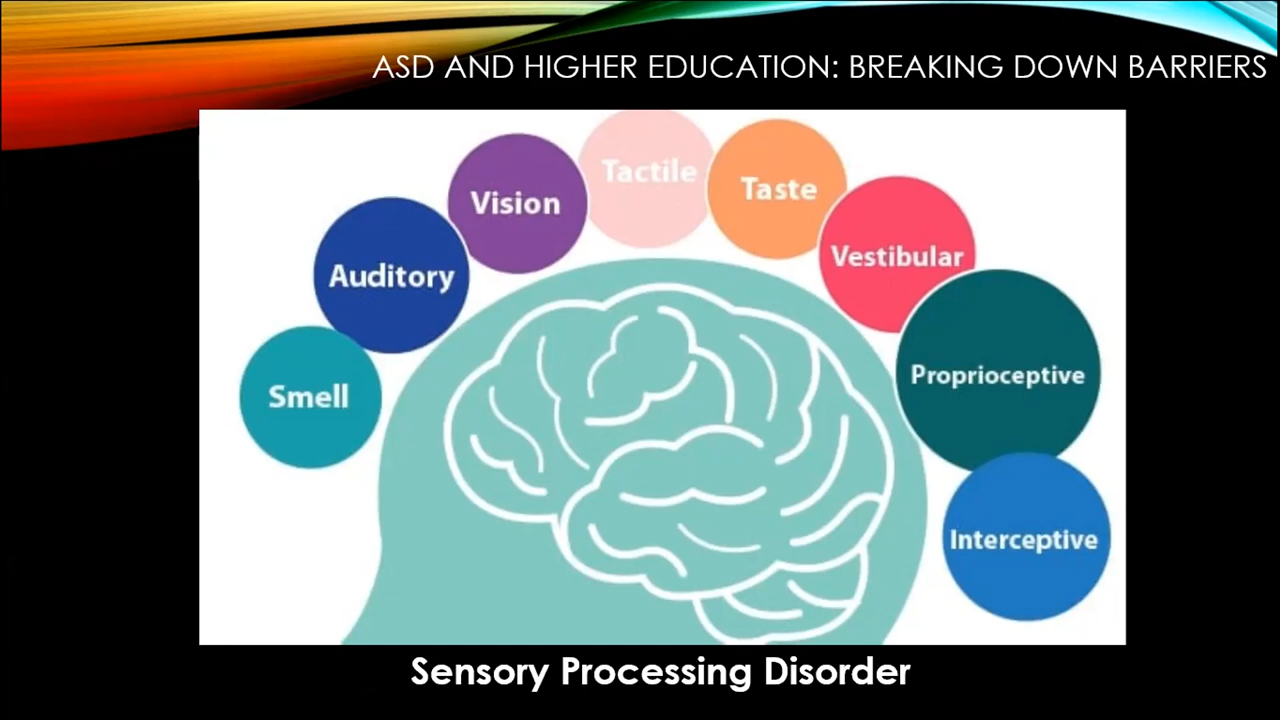 ASD AND HIGHER EDUCATION: BREAKING DOWN BARRIERS
Smell
Auditory
Vision
Tactile
Taste
Vestibular
Proprioceptive
Interceptive
Sensory Processing Disorder